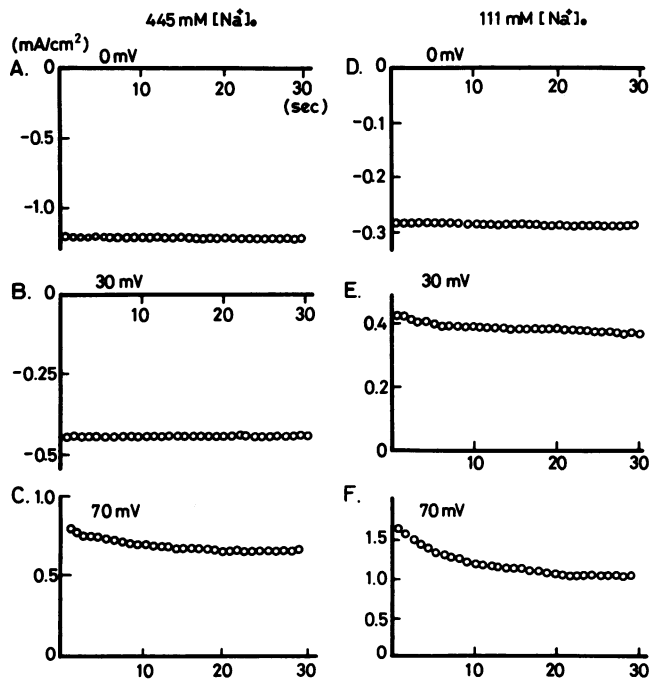 445 mM [Na⁺]ₒ 111 mM [Na⁺]ₒ
(mA/cm²)
A. 0 0 mV 10 20 30
(sec)
−0.5
−1.0
D. 0 0 mV 10 20 30
−0.1
−0.2
−0.3
B. 0 30 mV 10 20 30
−0.25
−0.5
E. 30 mV
0.4
0.2
0 10 20 30
C. 1.0 70 mV
0.5
0 10 20 30
F. 70 mV
1.5
1.0
0.5
0 10 20 30